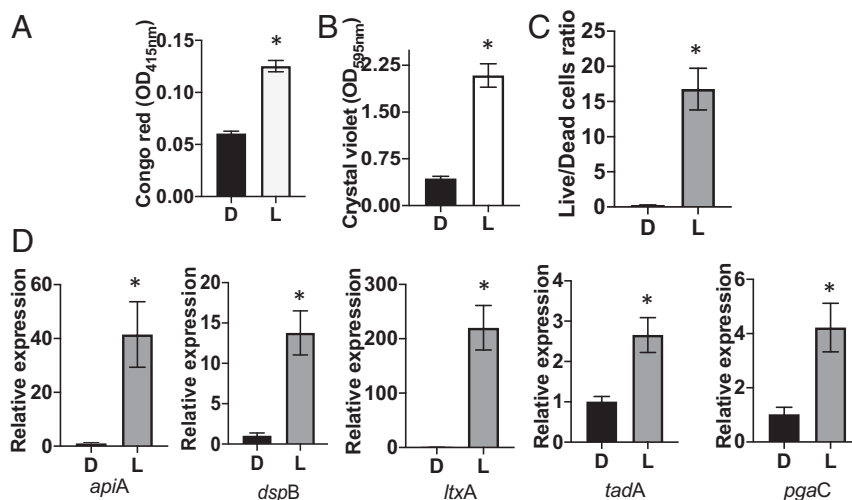 A
Congo red (OD415nm)
0.15
0.10
0.05
0.00
*
D L
B
Crystal violet (OD595nm)
2.25
1.50
0.75
0.00
*
D L
C
Live/Dead cells ratio
25
20
15
10
5
0
*
D L
D
Relative expression
60
40
20
0
*
D L
apiA
Relative expression
20
15
10
5
0
*
D L
dspB
Relative expression
300
200
100
0
*
D L
ltxA
Relative expression
4
3
2
1
0
*
D L
tadA
Relative expression
6
4
2
0
*
D L
pgaC